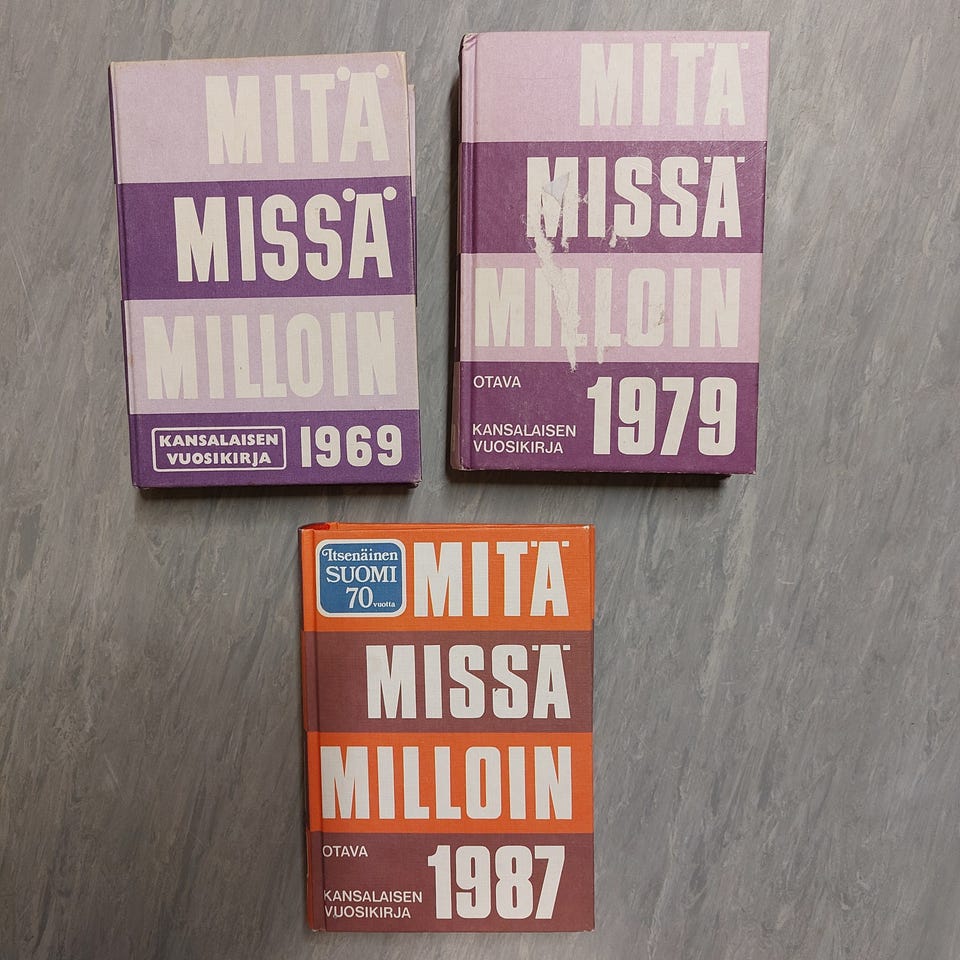 MITÄ
MISSÄ
MILLOIN
KANSALAISEN
VUOSIKIRJA
1969
MITÄ
MISSÄ
MILLOIN
OTAVA
1979
KANSALAISEN
VUOSIKIRJA
Itsenäinen
SUOMI
70 vuotta
MITÄ
MISSÄ
MILLOIN
OTAVA
1987
KANSALAISEN
VUOSIKIRJA